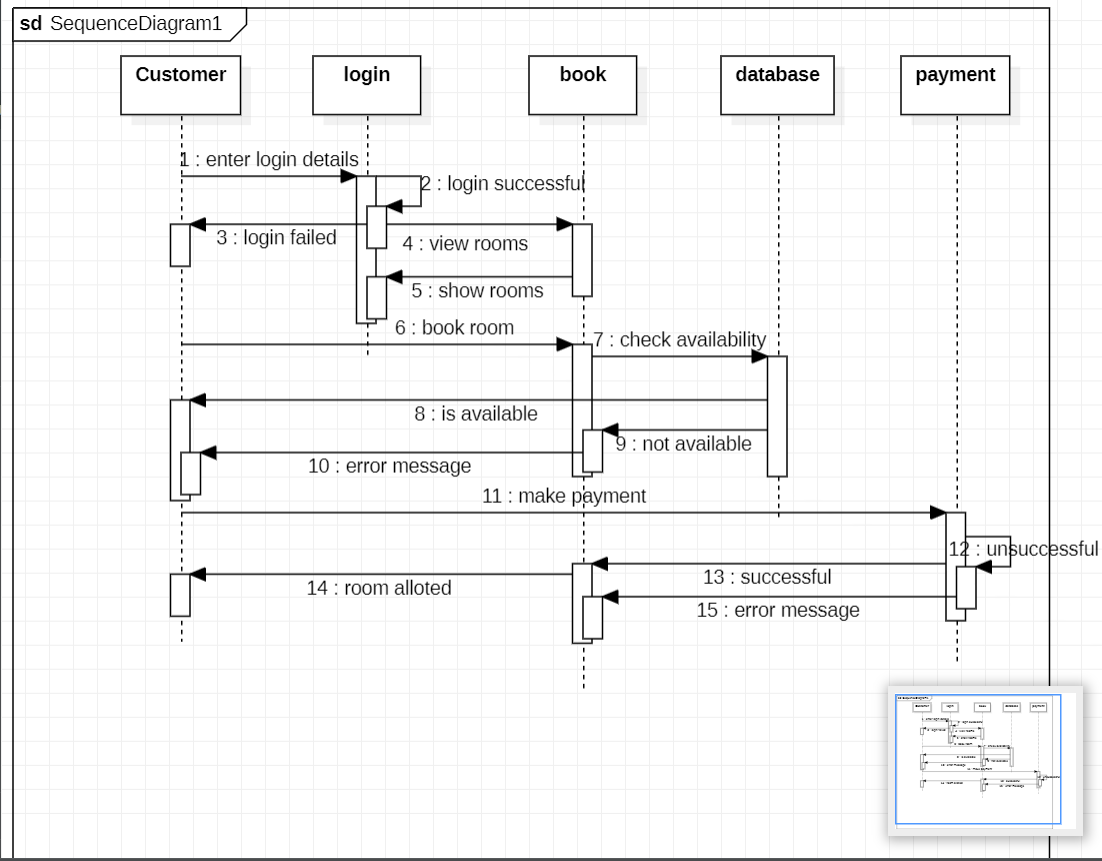 sd SequenceDiagram1
Customer
login
book
database
payment
1 : enter login details
2 : login successful
3 : login failed
4 : view rooms
5 : show rooms
6 : book room
7 : check availability
8 : is available
9 : not available
10 : error message
11 : make payment
12 : unsuccessful
13 : successful
14 : room alloted
15 : error message